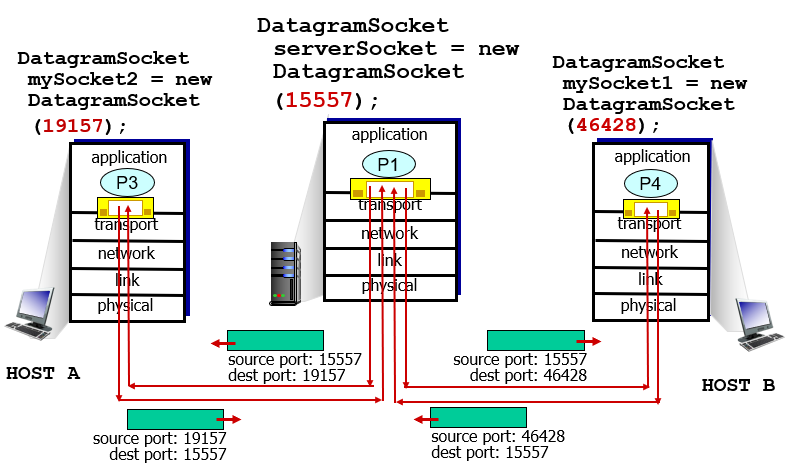 DatagramSocket
mySocket2 = new
DatagramSocket
(19157);
DatagramSocket
serverSocket = new
DatagramSocket
(15557);
DatagramSocket
mySocket1 = new
DatagramSocket
(46428);
application
P3
transport
network
link
physical
application
P1
transport
network
link
physical
application
P4
transport
network
link
physical
HOST A
HOST B
source port: 15557
dest port: 19157
source port: 15557
dest port: 46428
source port: 19157
dest port: 15557
source port: 46428
dest port: 15557